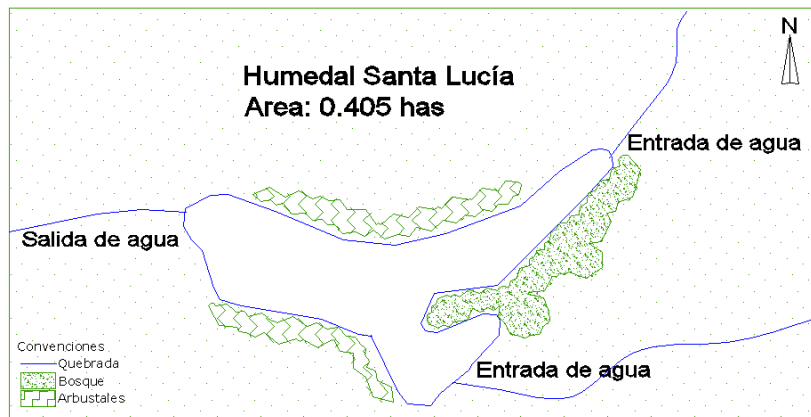 N
Humedal Santa Lucía
Area: 0.405 has
Entrada de agua
Salida de agua
Entrada de agua
Convenciones
Quebrada
Bosque
Arbustales